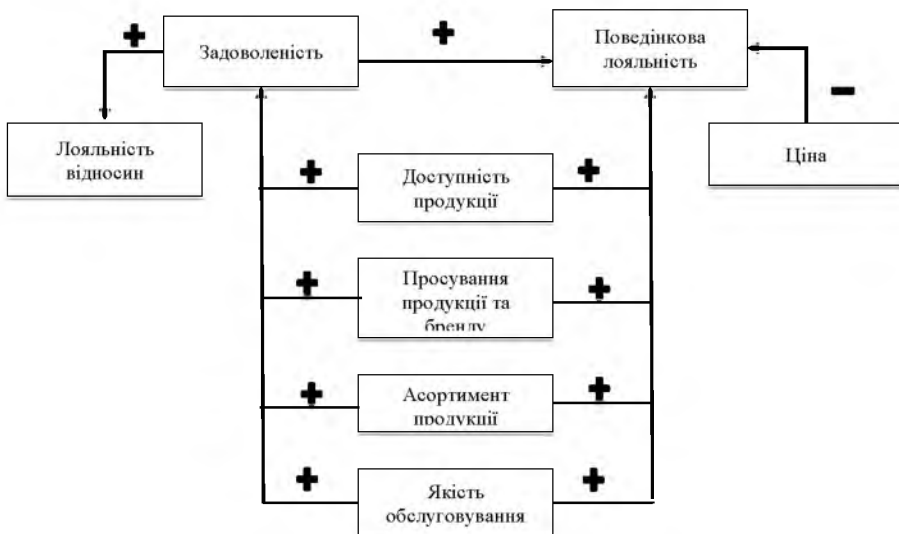 Задоволеність
Поведінкова
лояльність
Лояльність
відносин
Ціна
Доступність
продукції
Просування
продукції та
бренду
Асортимент
продукції
Якість
обслуговування